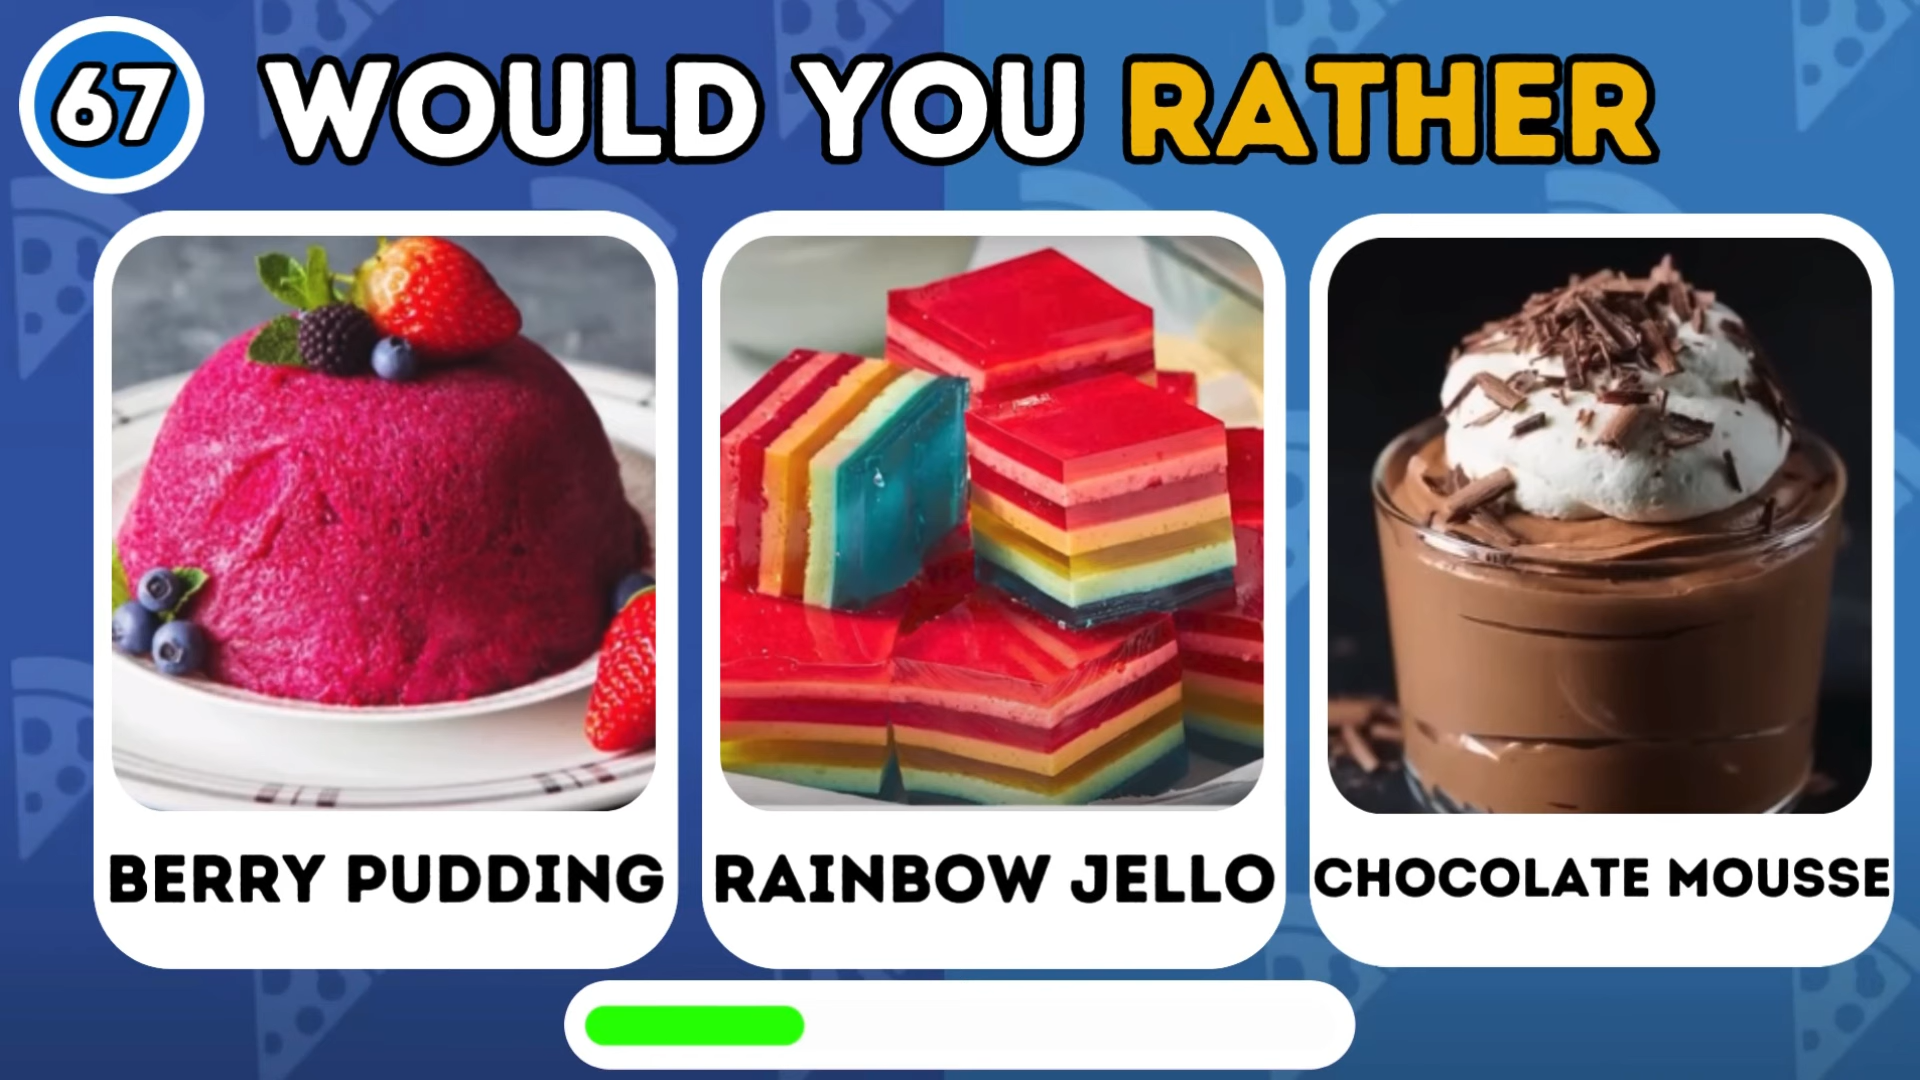 67
WOULD YOU RATHER
BERRY PUDDING
RAINBOW JELLO
CHOCOLATE MOUSSE